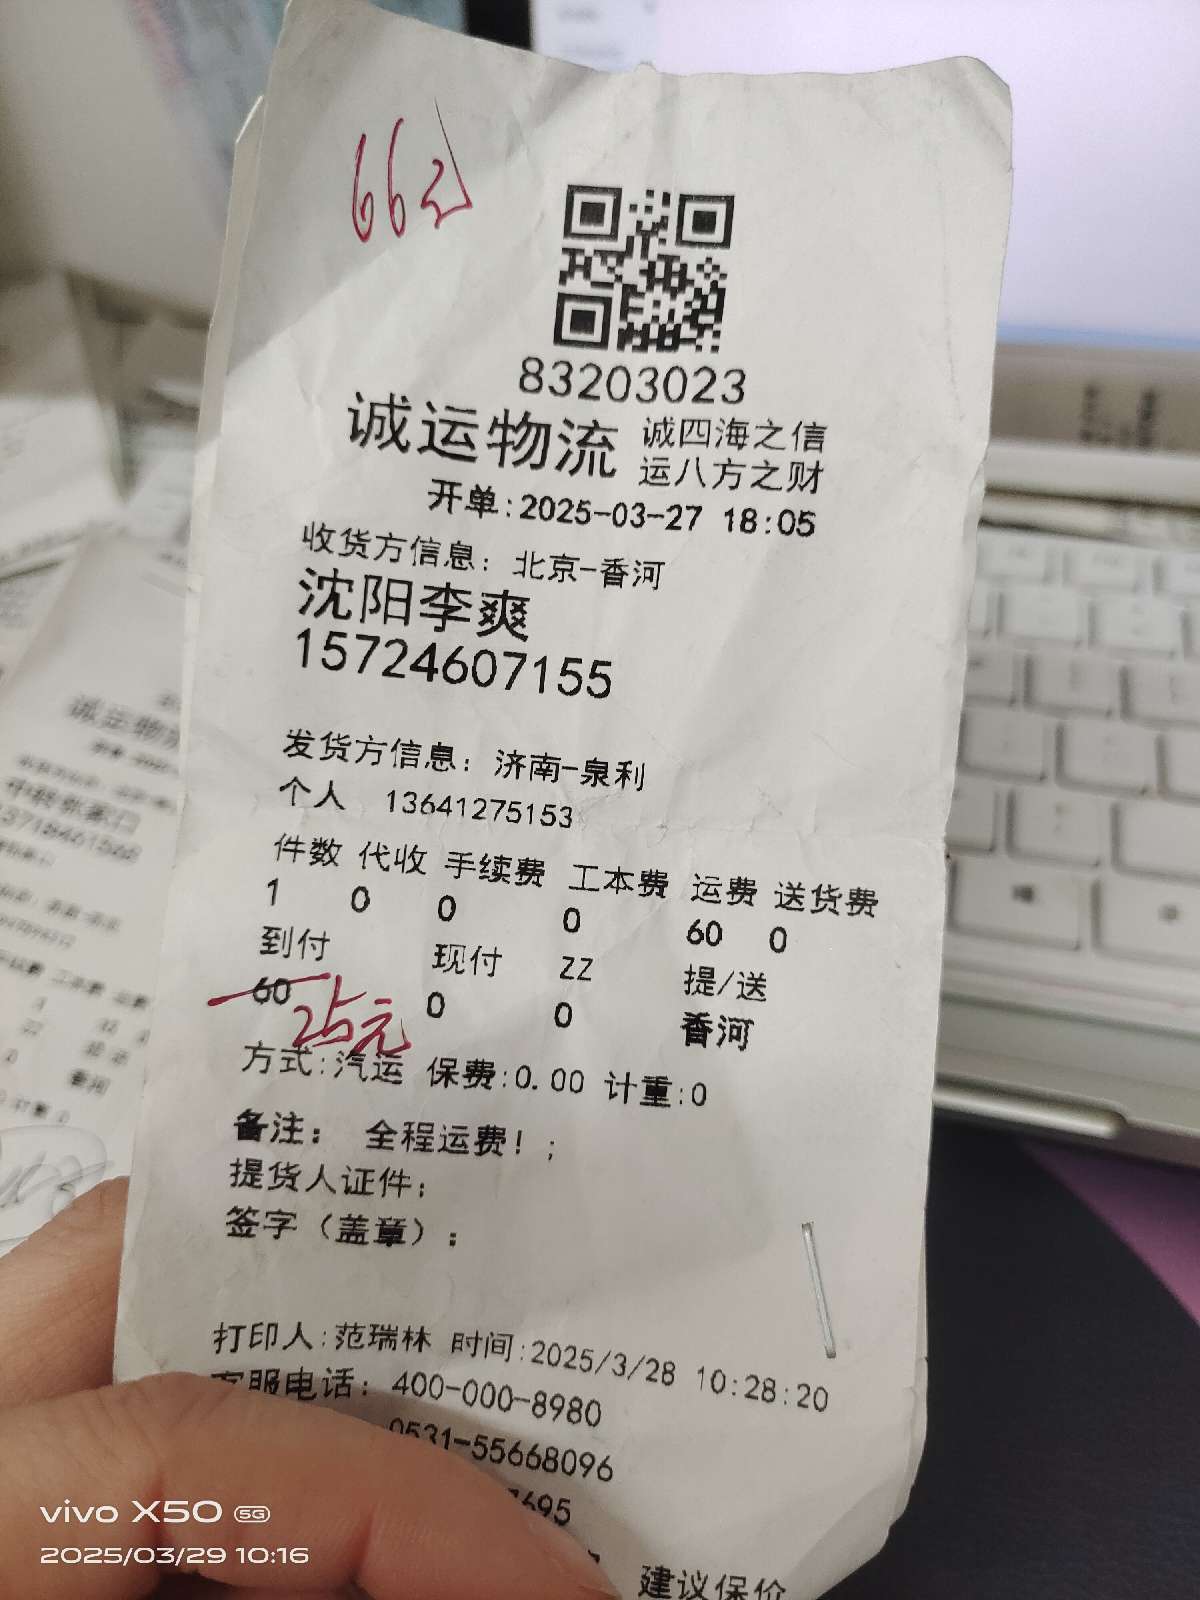 66元
83203023
诚运物流 诚四海之信
运八方之财
开单:2025-03-27 18:05
收货方信息: 北京-香河
沈阳李爽
15724607155
发货方信息: 济南-泉利
个人 13641275153
件数 代收 手续费 工本费 运费 送货费
1 0 0 0 60 0
到付 现付 ZZ 提/送
60 25元 0 0 香河
方式:汽运 保费:0.00 计重:0
备注: 全程运费!;
提货人证件:
签字(盖章):
打印人:范瑞林 时间:2025/3/28 10:28:20
客服电话: 400-000-8980
0531-55668096
695
建议保价
vivo X50 5G
2025/03/29 10:16